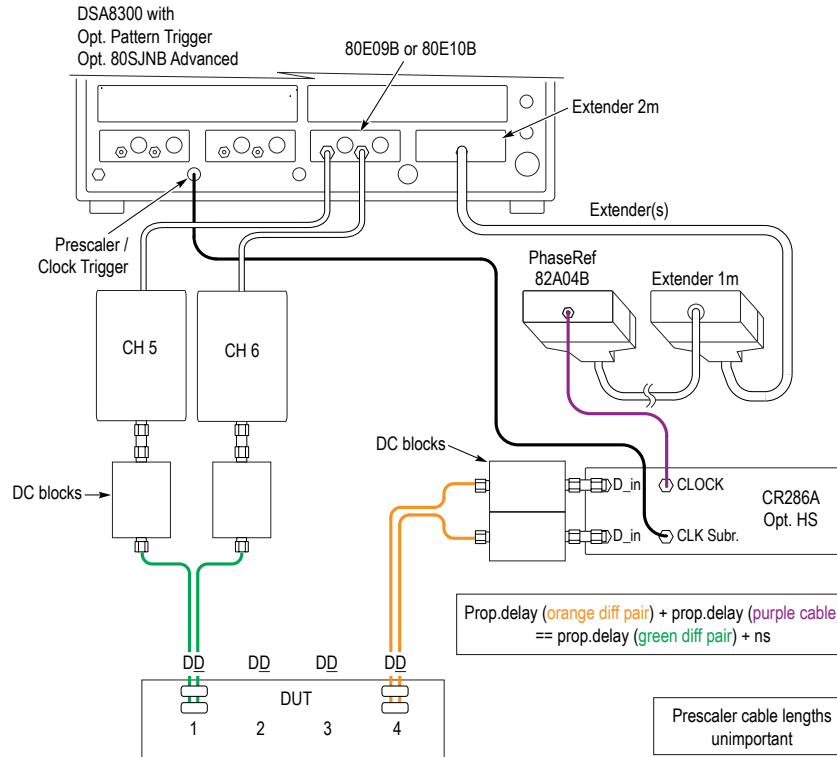 DSA8300 with
Opt. Pattern Trigger
Opt. 80SJNB Advanced
80E09B or 80E10B
Extender 2m
Extender(s)
Prescaler /
Clock Trigger
PhaseRef
82A04B
Extender 1m
CH 5
CH 6
DC blocks
DC blocks
D_in
CLOCK
CR286A
Opt. HS
D_in
CLK Subr.
Prop.delay (orange diff pair) + prop.delay (purple cable
== prop.delay (green diff pair) + ns
DD
DD
DD
DD
DUT
1
2
3
4
Prescaler cable lengths
unimportant